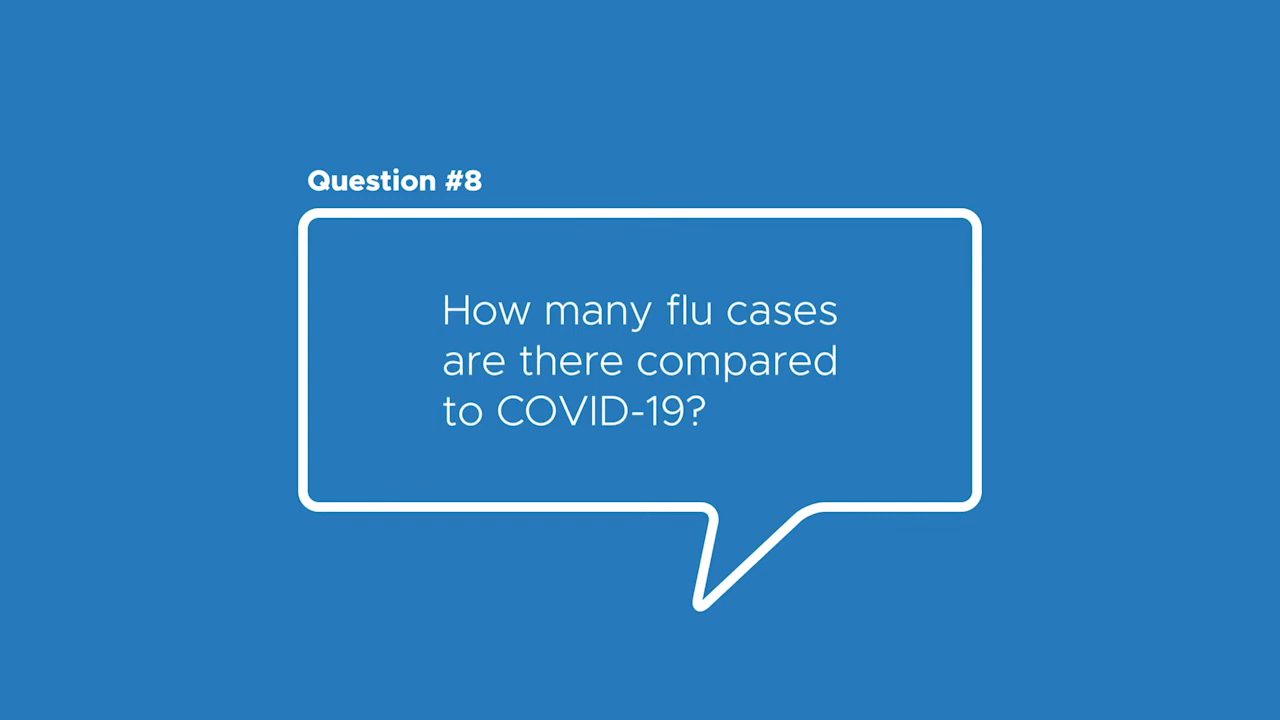 Question #8
How many flu cases
are there compared
to COVID-19?